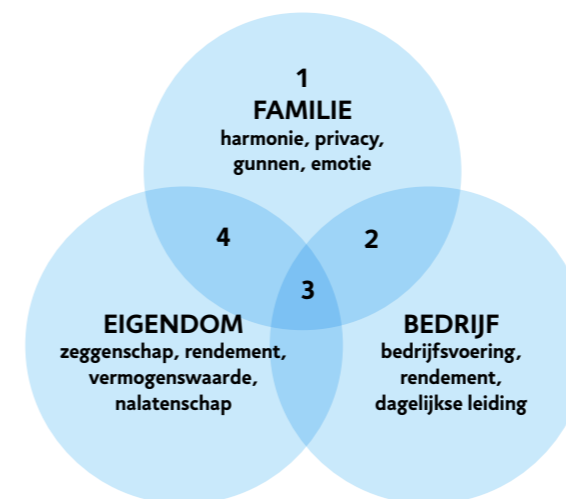 1
FAMILIE
harmonie, privacy,
gunnen, emotie
4
2
3
EIGENDOM
zeggenschap, rendement,
vermogenswaarde,
nalatenschap
BEDRIJF
bedrijfsvoering,
rendement,
dagelijkse leiding